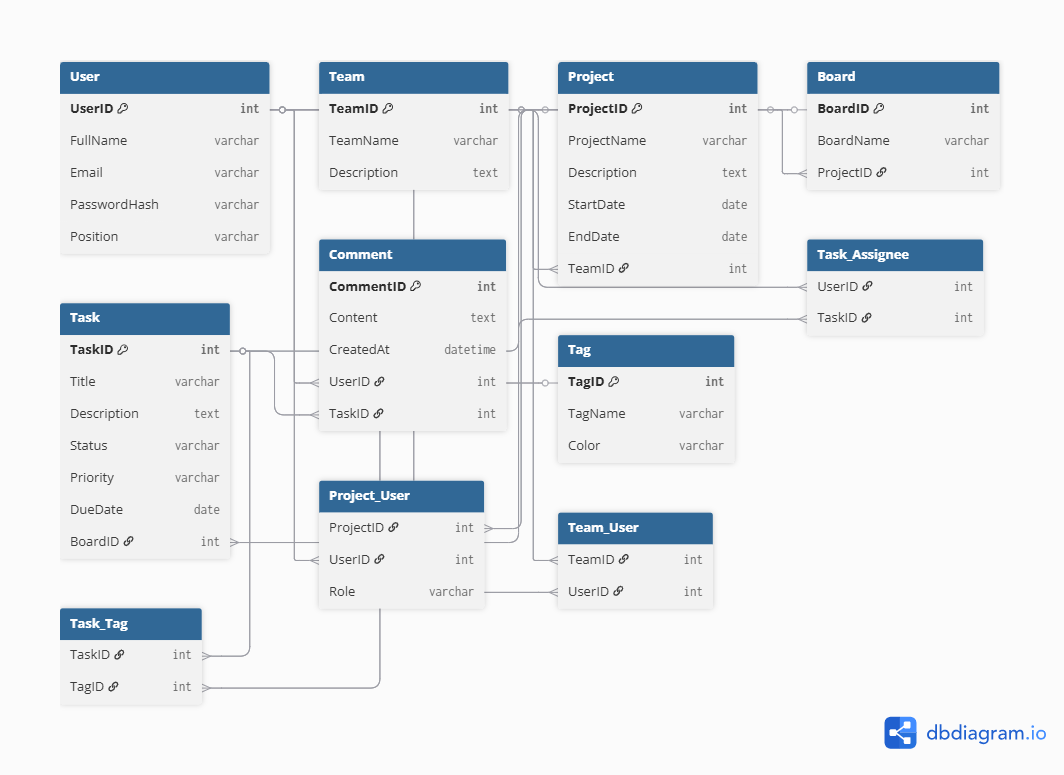 User
UserID int
FullName varchar
Email varchar
PasswordHash varchar
Position varchar
Team
TeamID int
TeamName varchar
Description text
Project
ProjectID int
ProjectName varchar
Description text
StartDate date
EndDate date
TeamID int
Board
BoardID int
BoardName varchar
ProjectID int
Comment
CommentID int
Content text
CreatedAt datetime
UserID int
TaskID int
Task_Assignee
UserID int
TaskID int
Task
TaskID int
Title varchar
Description text
Status varchar
Priority varchar
DueDate date
BoardID int
Tag
TagID int
TagName varchar
Color varchar
Project_User
ProjectID int
UserID int
Role varchar
Team_User
TeamID int
UserID int
Task_Tag
TaskID int
TagID int
dbdiagram.io